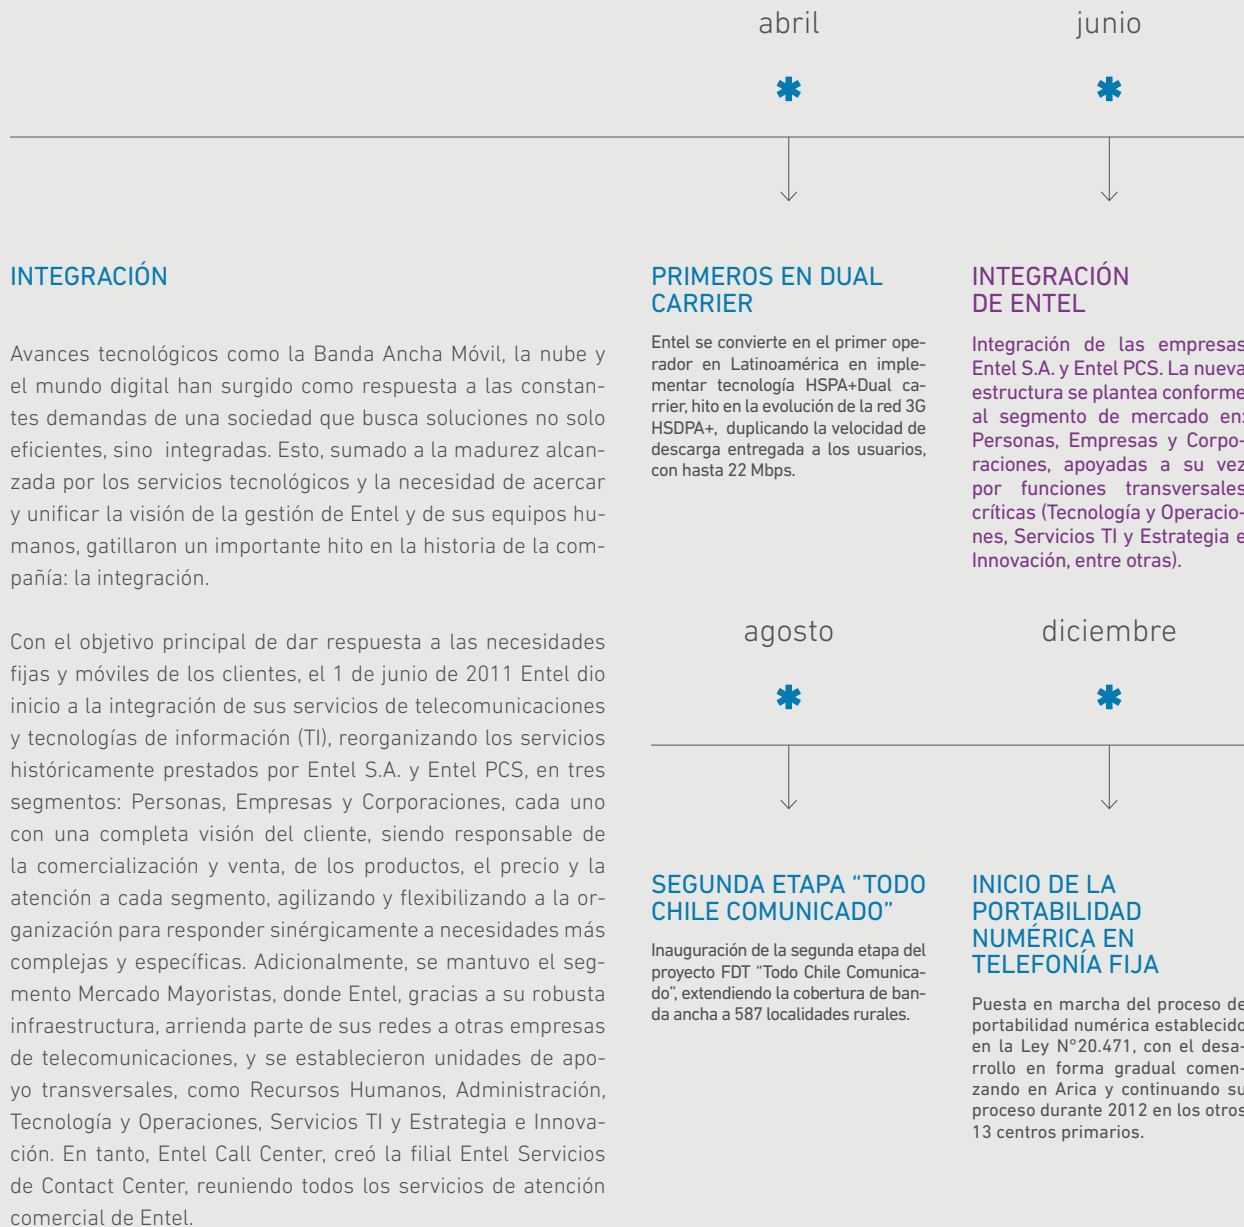 INTEGRACIÓN
Avances tecnológicos como la Banda Ancha Móvil, la nube y
el mundo digital han surgido como respuesta a las constan-
tes demandas de una sociedad que busca soluciones no solo
eficientes, sino integradas. Esto, sumado a la madurez alcan-
zada por los servicios tecnológicos y la necesidad de acercar
y unificar la visión de la gestión de Entel y de sus equipos hu-
manos, gatillaron un importante hito en la historia de la com-
pañía: la integración.
Con el objetivo principal de dar respuesta a las necesidades
fijas y móviles de los clientes, el 1 de junio de 2011 Entel dio
inicio a la integración de sus servicios de telecomunicaciones
y tecnologías de información (TI), reorganizando los servicios
históricamente prestados por Entel S.A. y Entel PCS, en tres
segmentos: Personas, Empresas y Corporaciones, cada uno
con una completa visión del cliente, siendo responsable de
la comercialización y venta, de los productos, el precio y la
atención a cada segmento, agilizando y flexibilizando a la or-
ganización para responder sinérgicamente a necesidades más
complejas y específicas. Adicionalmente, se mantuvo el seg-
mento Mercado Mayoristas, donde Entel, gracias a su robusta
infraestructura, arrienda parte de sus redes a otras empresas
de telecomunicaciones, y se establecieron unidades de apo-
yo transversales, como Recursos Humanos, Administración,
Tecnología y Operaciones, Servicios TI y Estrategia e Innova-
ción. En tanto, Entel Call Center, creó la filial Entel Servicios
de Contact Center, reuniendo todos los servicios de atención
comercial de Entel.
abril
PRIMEROS EN DUAL
CARRIER
Entel se convierte en el primer ope-
rador en Latinoamérica en imple-
mentar tecnología HSPA+Dual ca-
rrier, hito en la evolución de la red 3G
HSDPA+, duplicando la velocidad de
descarga entregada a los usuarios,
con hasta 22 Mbps.
junio
INTEGRACIÓN
DE ENTEL
Integración de las empresas
Entel S.A. y Entel PCS. La nueva
estructura se plantea conforme
al segmento de mercado en:
Personas, Empresas y Corpo-
raciones, apoyadas a su vez
por funciones transversales
críticas (Tecnología y Operacio-
nes, Servicios TI y Estrategia e
Innovación, entre otras).
agosto
SEGUNDA ETAPA “TODO
CHILE COMUNICADO”
Inauguración de la segunda etapa del
proyecto FDT “Todo Chile Comunica-
do”, extendiendo la cobertura de ban-
da ancha a 587 localidades rurales.
diciembre
INICIO DE LA
PORTABILIDAD
NUMÉRICA EN
TELEFONÍA FIJA
Puesta en marcha del proceso de
portabilidad numérica establecido
en la Ley N°20.471, con el desa-
rrollo en forma gradual comen-
zando en Arica y continuando su
proceso durante 2012 en los otros
13 centros primarios.